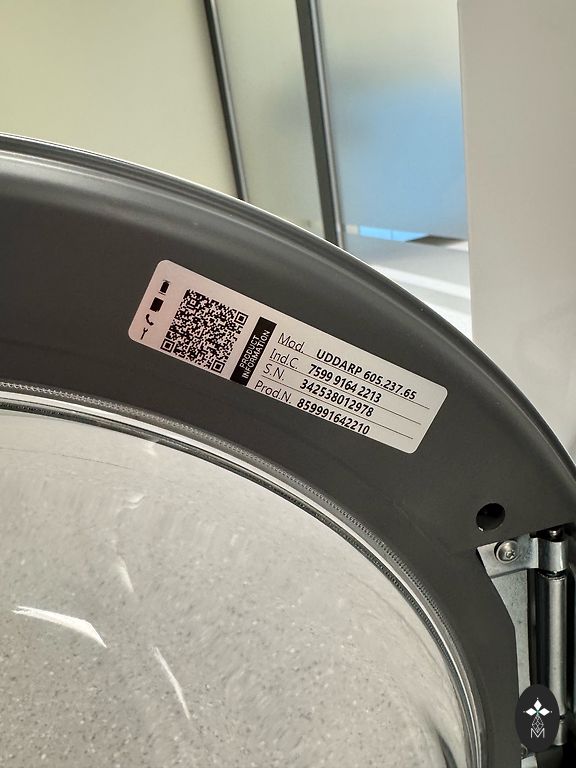 PRODUCT
INFORMATION
Mod. UDDARP 605.237.65
Ind.C. 7599 9164 2213
S.N. 342538012978
Prod.N. 859991642210
M